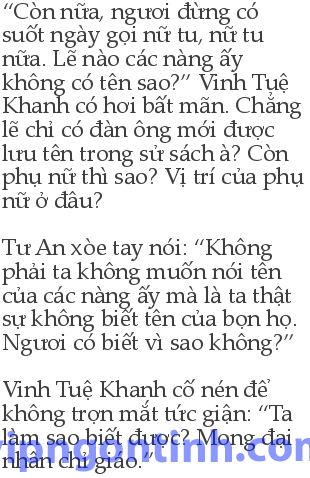 “Còn nữa, ngươi đừng có
suốt ngày gọi nữ tu, nữ tu
nữa. Lẽ nào các nàng ấy
không có tên sao?” Vinh Tuệ
Khanh có hơi bất mãn. Chẳng
lẽ chỉ có đàn ông mới được
lưu tên trong sử sách à? Còn
phụ nữ thì sao? Vị trí của phụ
nữ ở đâu?
Tư An xòe tay nói: “Không
phải ta không muốn nói tên
của các nàng ấy mà là ta thật
sự không biết tên của bọn họ.
Ngươi có biết vì sao không?”
Vinh Tuệ Khanh cố nén để
không trợn mắt tức giận: “Ta
làm sao biết được? Mong đại
nhân chỉ giáo.”
vipngontinh.com